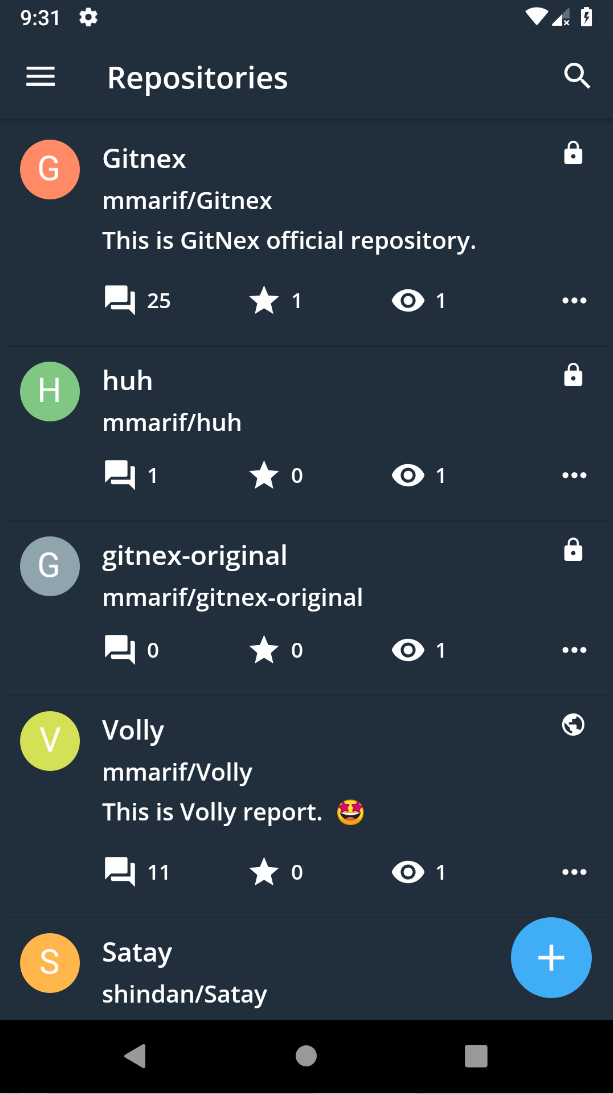 9:31
Repositories
G
Gitnex
mmarif/Gitnex
This is GitNex official repository.
25 1 1
H
huh
mmarif/huh
1 0 1
G
gitnex-original
mmarif/gitnex-original
0 0 1
V
Volly
mmarif/Volly
This is Volly report. 🤩
11 0 1
S
Satay
shindan/Satay